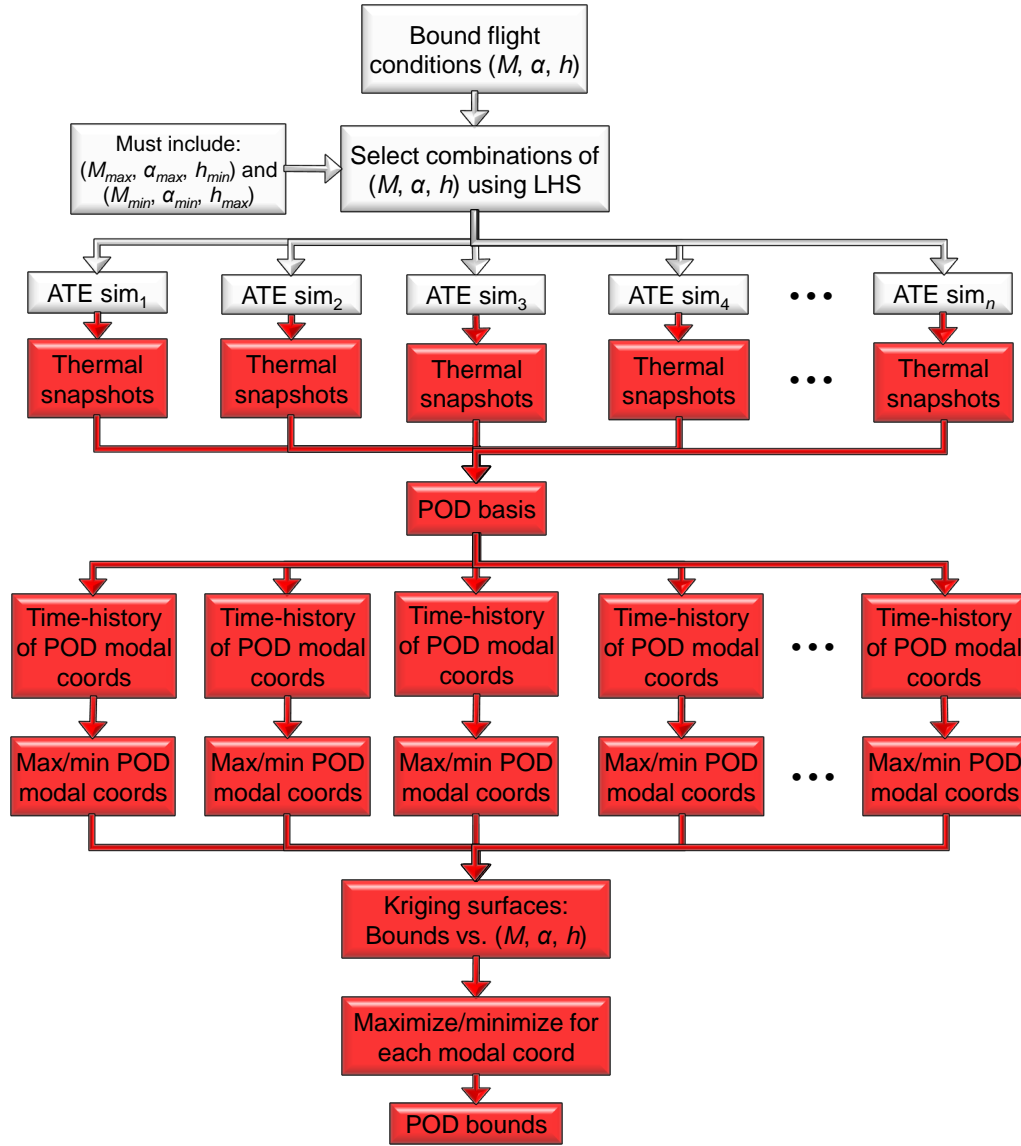 Bound flight
conditions (M, α, h)
Must include:
(Mmax, αmax, hmin) and
(Mmin, αmin, hmax)
Select combinations of
(M, α, h) using LHS
ATE sim1
ATE sim2
ATE sim3
ATE sim4
•••
ATE simn
Thermal
snapshots
Thermal
snapshots
Thermal
snapshots
Thermal
snapshots
•••
Thermal
snapshots
POD basis
Time-history
of POD modal
coords
Time-history
of POD modal
coords
Time-history
of POD modal
coords
Time-history
of POD modal
coords
•••
Time-history
of POD modal
coords
Max/min POD
modal coords
Max/min POD
modal coords
Max/min POD
modal coords
Max/min POD
modal coords
•••
Max/min POD
modal coords
Kriging surfaces:
Bounds vs. (M, α, h)
Maximize/minimize for
each modal coord
POD bounds